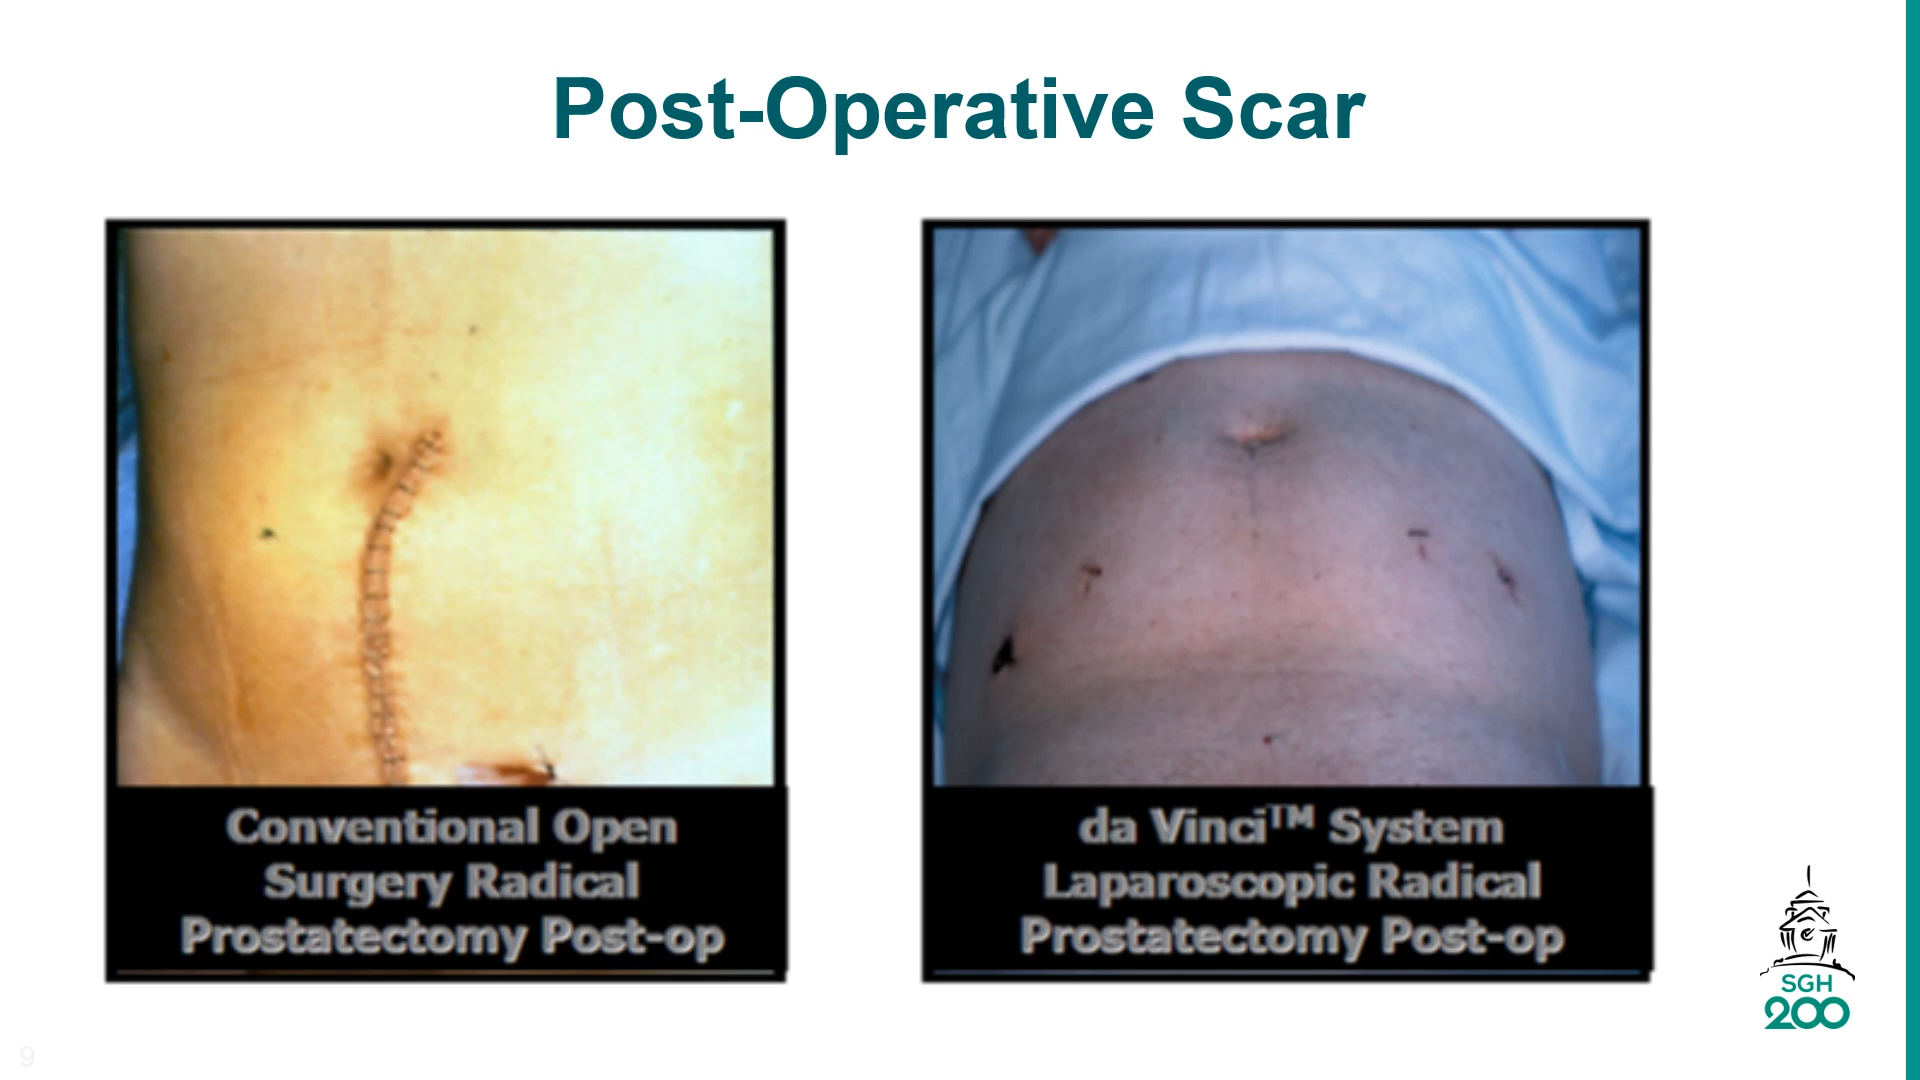 Post-Operative Scar
Conventional Open
Surgery Radical
Prostatectomy Post-op
da Vinci™ System
Laparoscopic Radical
Prostatectomy Post-op
SGH
200
9